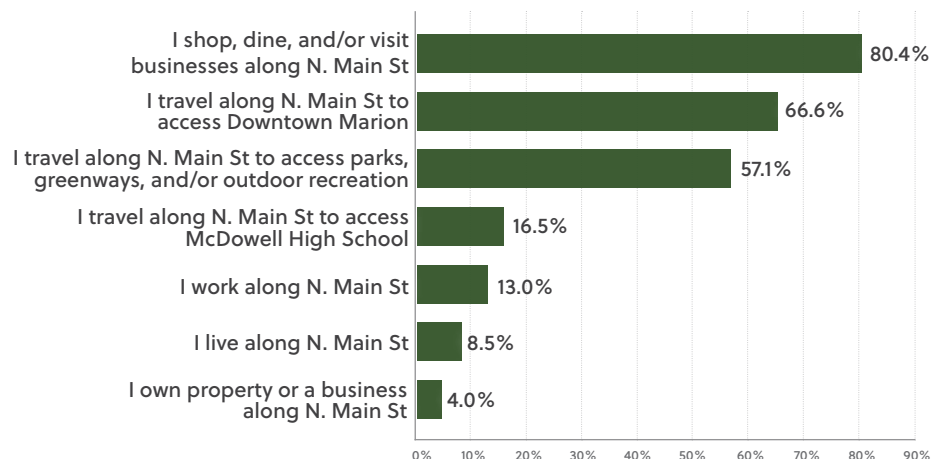 I shop, dine, and/or visit
businesses along N. Main St
80.4%
I travel along N. Main St to
access Downtown Marion
66.6%
I travel along N. Main St to access parks,
greenways, and/or outdoor recreation
57.1%
I travel along N. Main St to access
McDowell High School
16.5%
I work along N. Main St
13.0%
I live along N. Main St
8.5%
I own property or a business
along N. Main St
4.0%
0% 10% 20% 30% 40% 50% 60% 70% 80% 90%